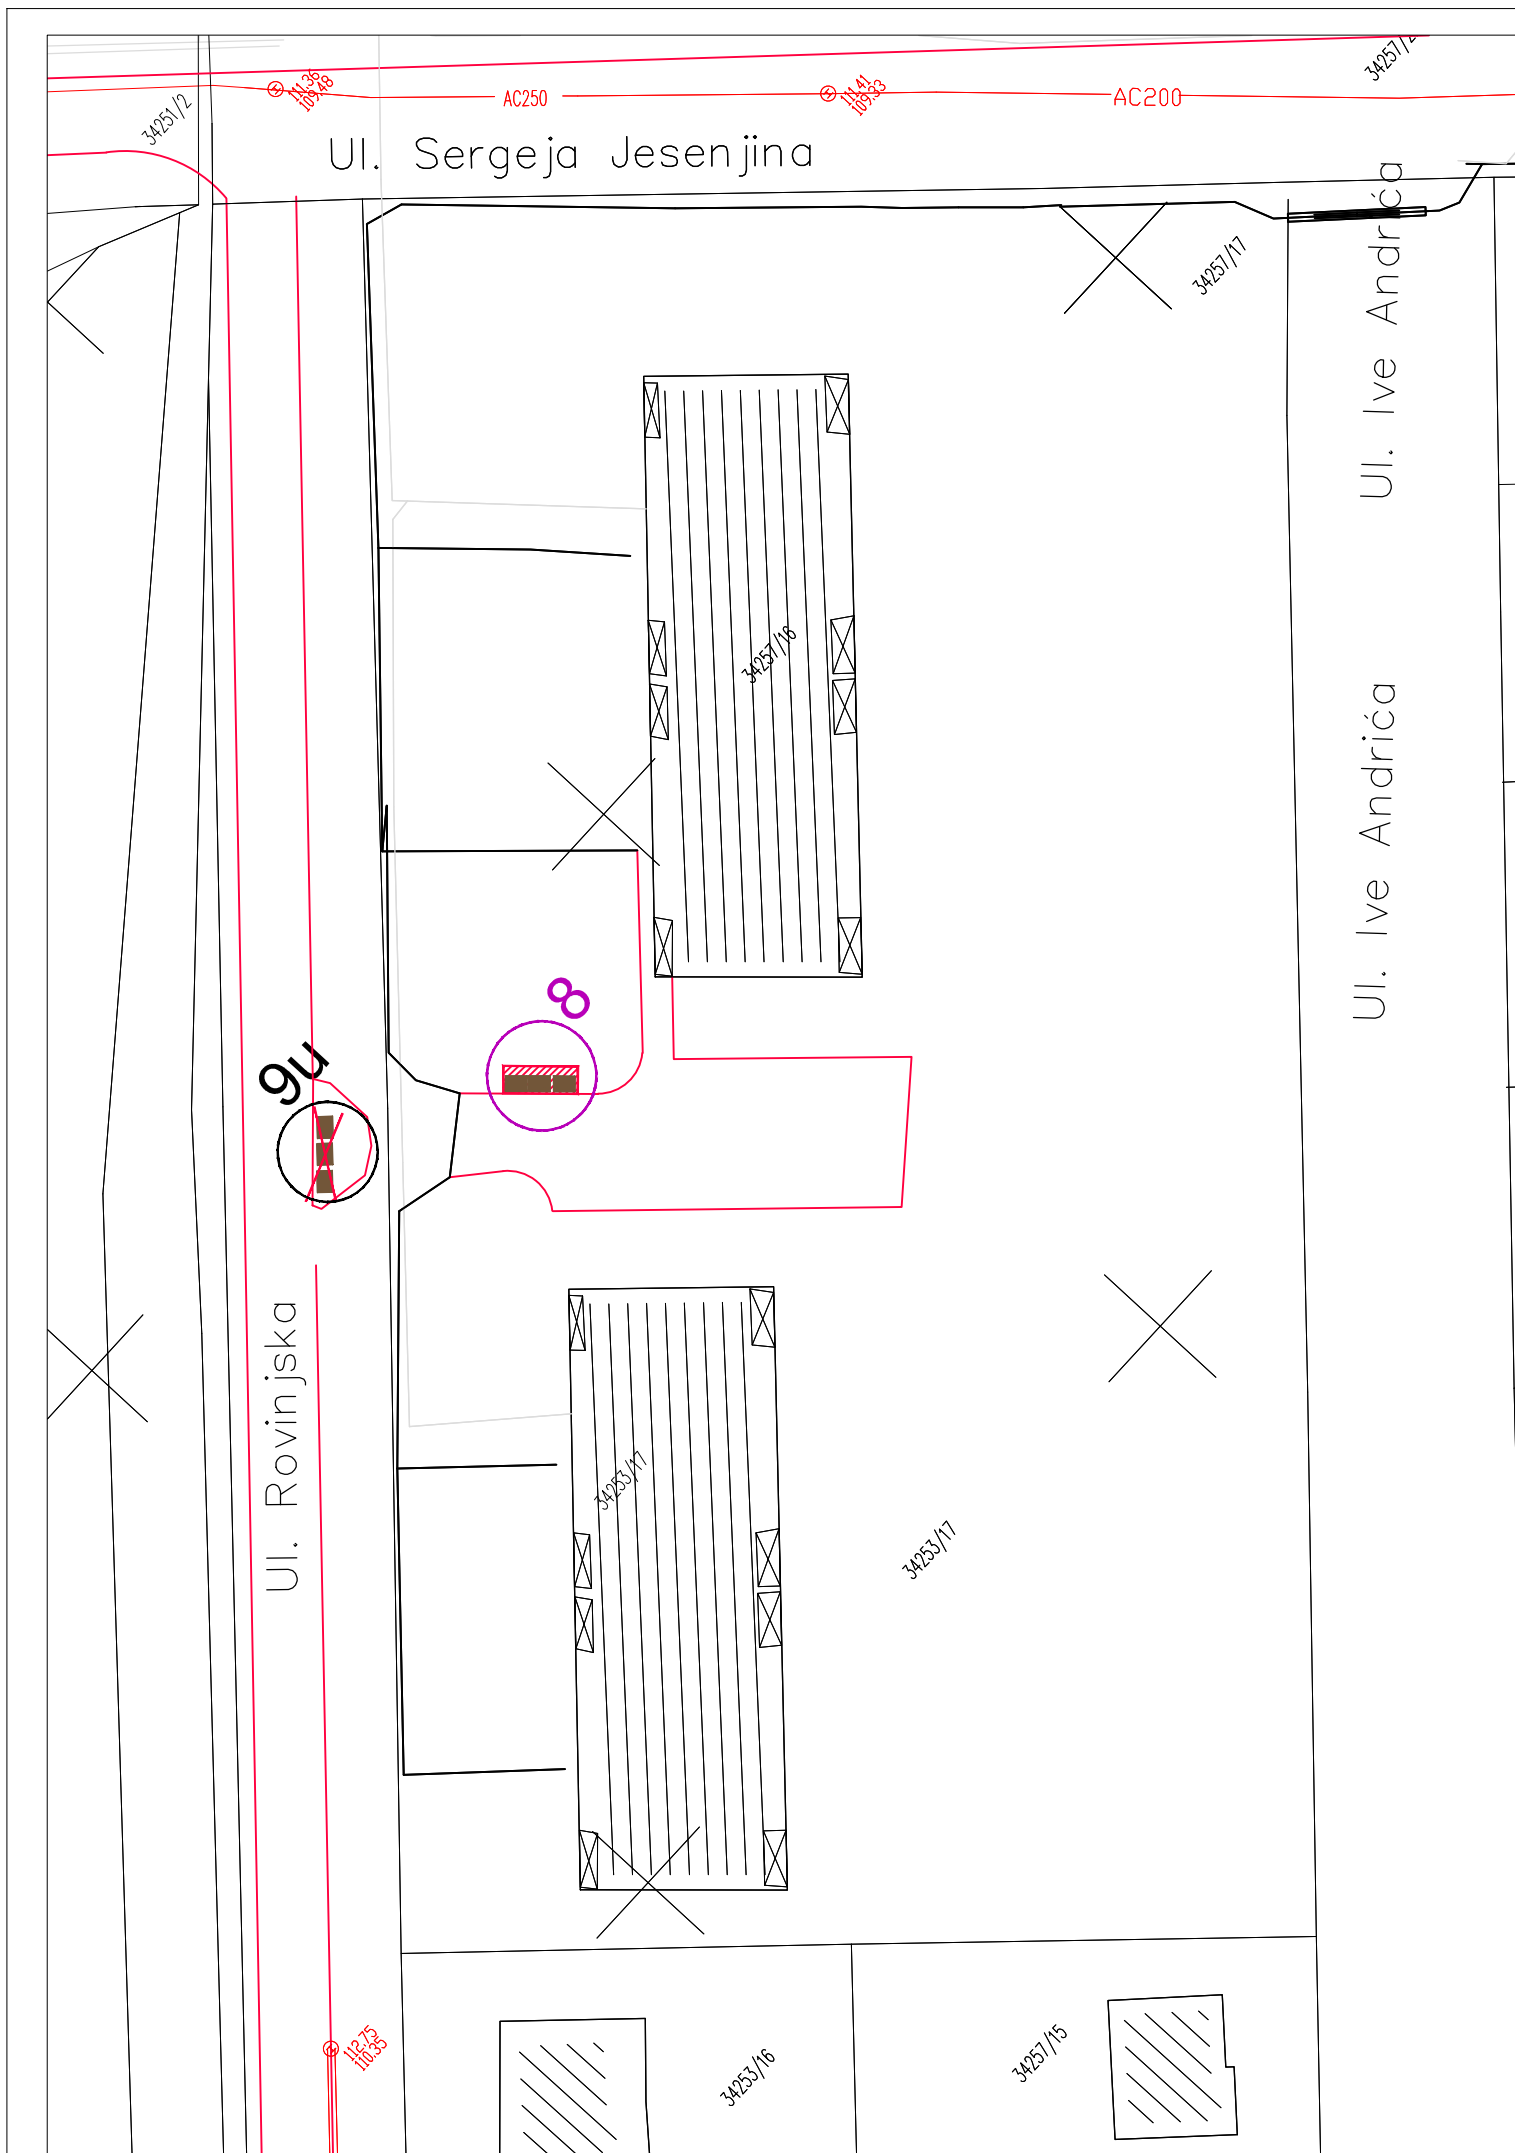 34257/2
111.36
109.48
AC250
111.41
109.33
AC200
34251/2
Ul. Sergeja Jesenjina
34257/17
Ul. Ive Andrića
34257/16
Ul. Ive Andrića
8
9u
Ul. Rovinjska
34253/17
34253/17
112.75
110.35
34253/16
34257/15